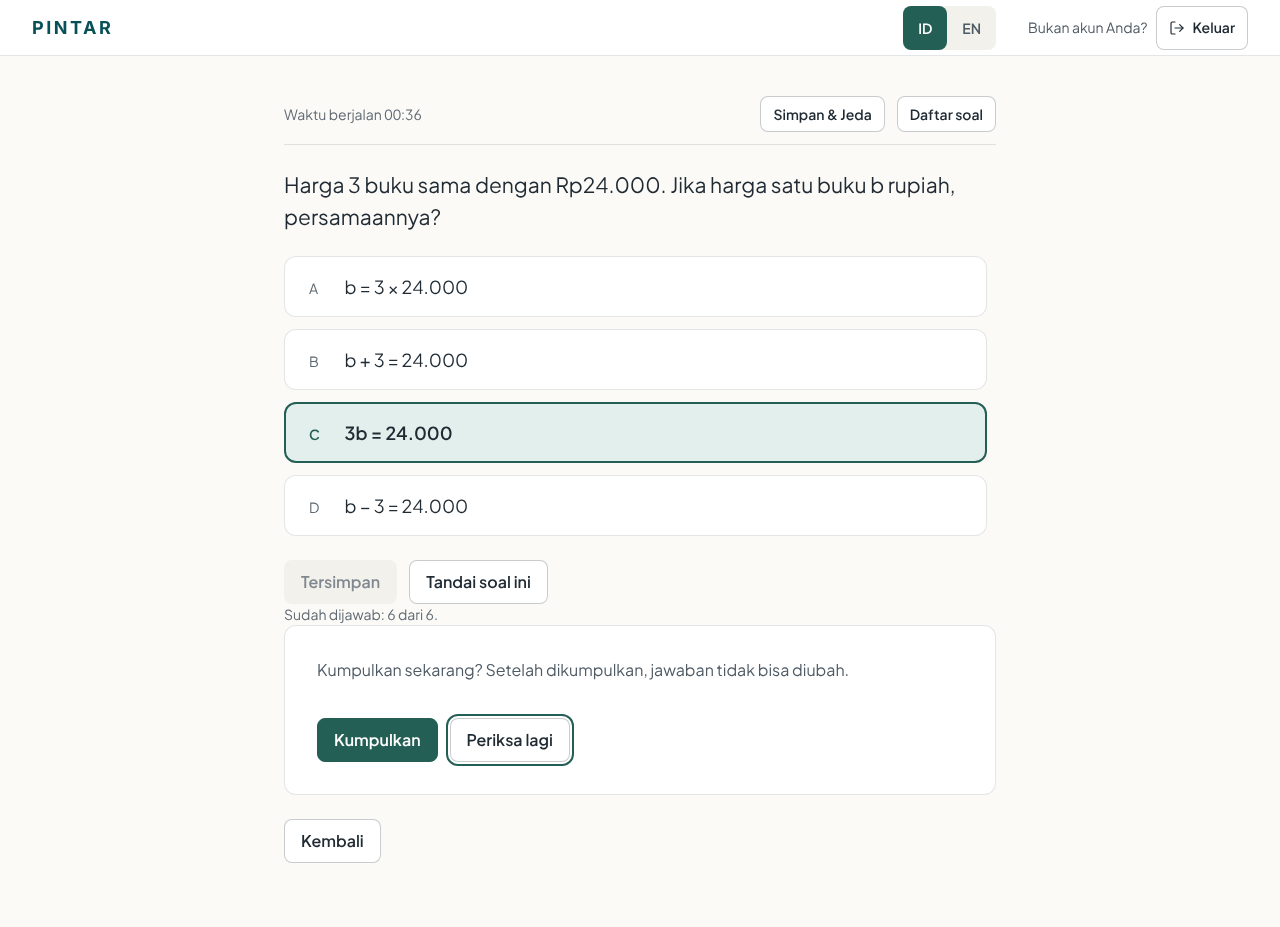 PINTAR
ID
EN
Bukan akun Anda?
Keluar
Waktu berjalan 00:36
Simpan & Jeda
Daftar soal
Harga 3 buku sama dengan Rp24.000. Jika harga satu buku b rupiah,
persamaannya?
A b = 3 × 24.000
B b + 3 = 24.000
C 3b = 24.000
D b − 3 = 24.000
Tersimpan
Tandai soal ini
Sudah dijawab: 6 dari 6.
Kumpulkan sekarang? Setelah dikumpulkan, jawaban tidak bisa diubah.
Kumpulkan
Periksa lagi
Kembali